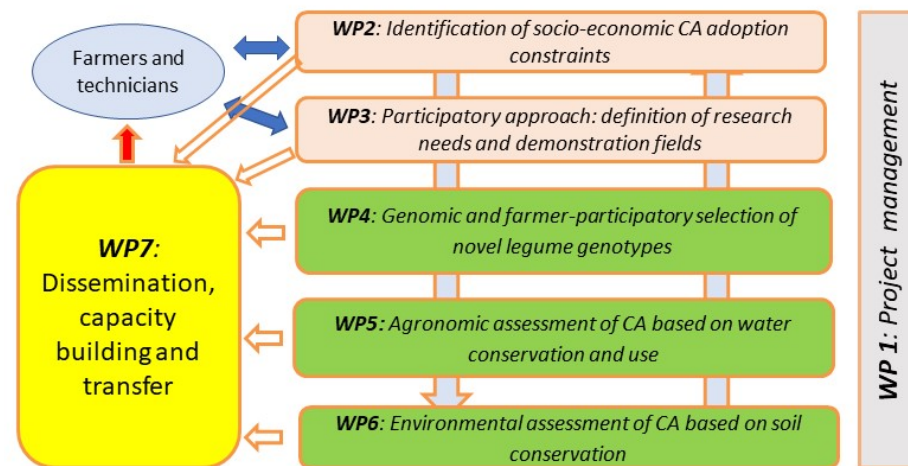 Farmers and
technicians
WP2: Identification of socio-economic CA adoption
constraints
WP3: Participatory approach: definition of research
needs and demonstration fields
WP4: Genomic and farmer-participatory selection of
novel legume genotypes
WP5: Agronomic assessment of CA based on water
conservation and use
WP6: Environmental assessment of CA based on soil
conservation
WP7:
Dissemination,
capacity
building and
transfer
WP 1: Project management